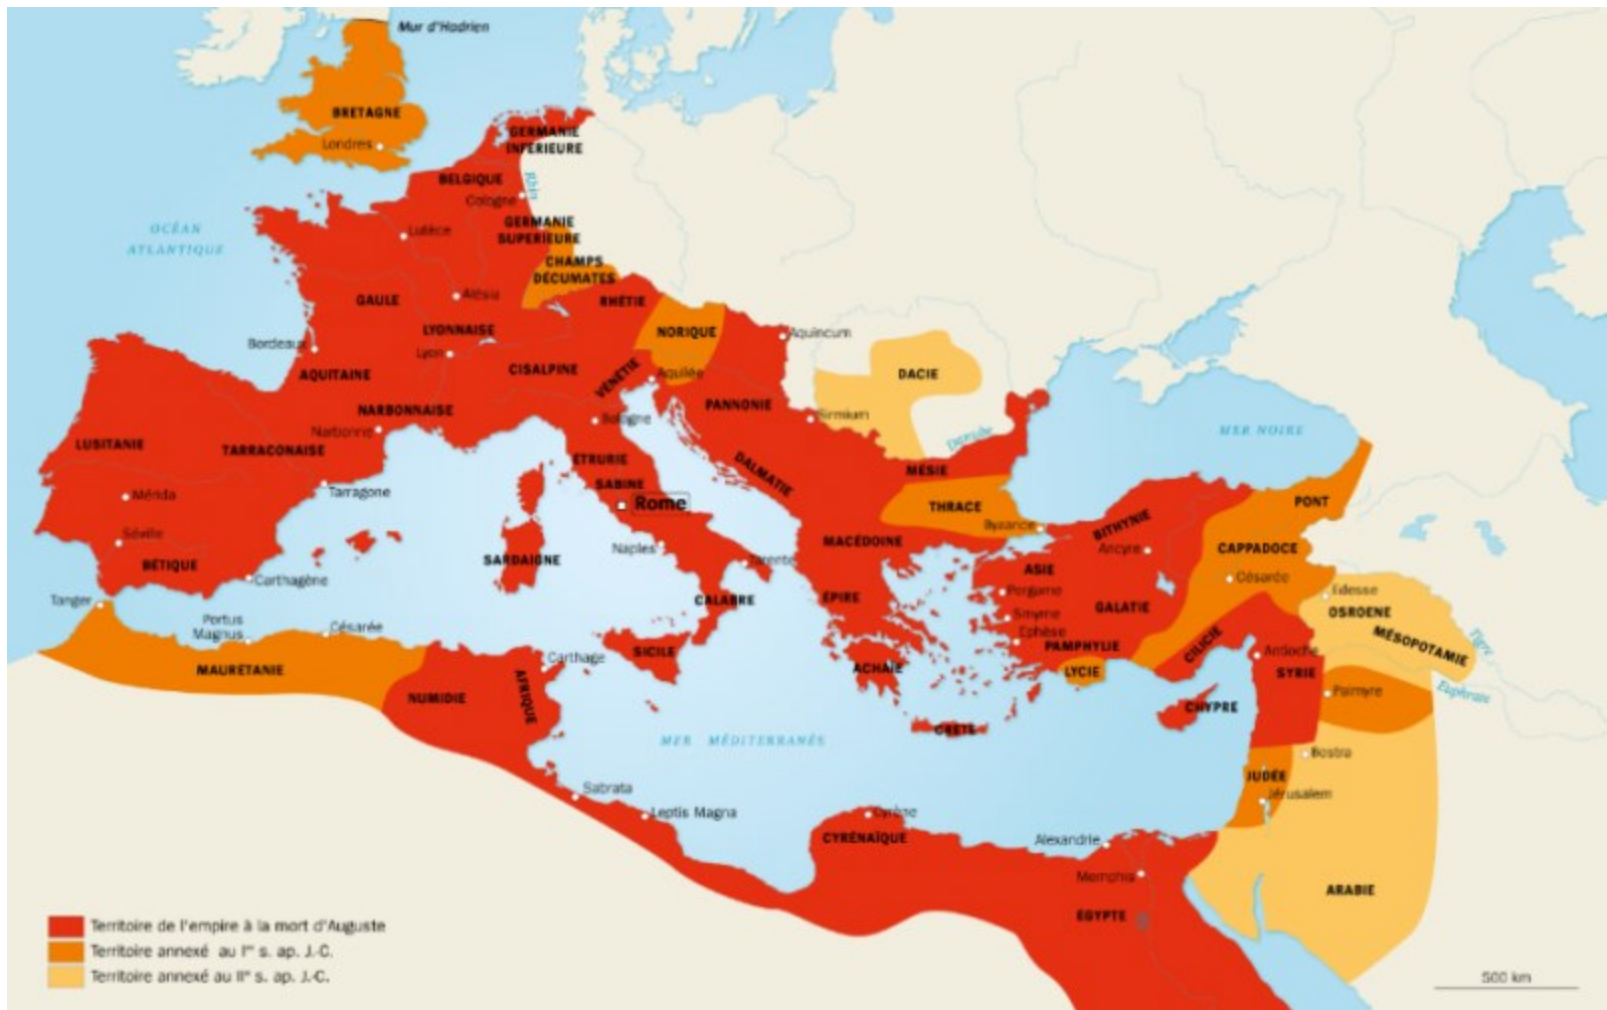 Mur d'Hadrien
BRETAGNE
Londres
GERMANIE
INFÉRIEURE
BELGIQUE
Rhin
Cologne
OCÉAN
ATLANTIQUE
Lutèce
GERMANIE
SUPERIEURE
CHAMPS
DÉCUMATES
GAULE
Alésia
RHÉTIE
LYONNAISE
NORIQUE
Aquincum
Bordeaux
Lyon
CISALPINE
VÉNÉTIE
Aquilée
DACIE
AQUITAINE
PANNONIE
NARBONNAISE
Bologne
Sirmium
Narbonne
Danube
MER NOIRE
LUSITANIE
TARRACONAISE
ÉTRURIE
DALMATIE
MÉSIE
SABINE
Mérida
Tarragone
Rome
THRACE
PONT
Byzance
BITHYNIE
Séville
SARDAIGNE
Naples
MACÉDOINE
Ancyre
CAPPADOCE
BÉTIQUE
Tarente
ASIE
Carthagène
Césarée
Tanger
CALABRE
ÉPIRE
Pergame
GALATIE
Edesse
OSROENE
Portus
Magnus
Césarée
Smyrne
Ephèse
MÉSOPOTAMIE
Tigre
MAURÉTANIE
Carthage
SICILE
ACHAÏE
PAMPHYLIE
CILICIE
Antioche
LYCIE
SYRIE
NUMIDIE
AFRIQUE
Palmyre
Euphrate
CHYPRE
CRÈTE
MER MÉDITERRANÉS
Bostra
JUDÉE
Jérusalem
Sabrata
Leptis Magna
Cyrène
CYRÉNAÏQUE
Alexandrie
Memphis
ARABIE
ÉGYPTE
Territoire de l'empire à la mort d'Auguste
Territoire annexé au Iᵉʳ s. ap. J.-C.
Territoire annexé au IIᵉ s. ap. J.-C.
500 km